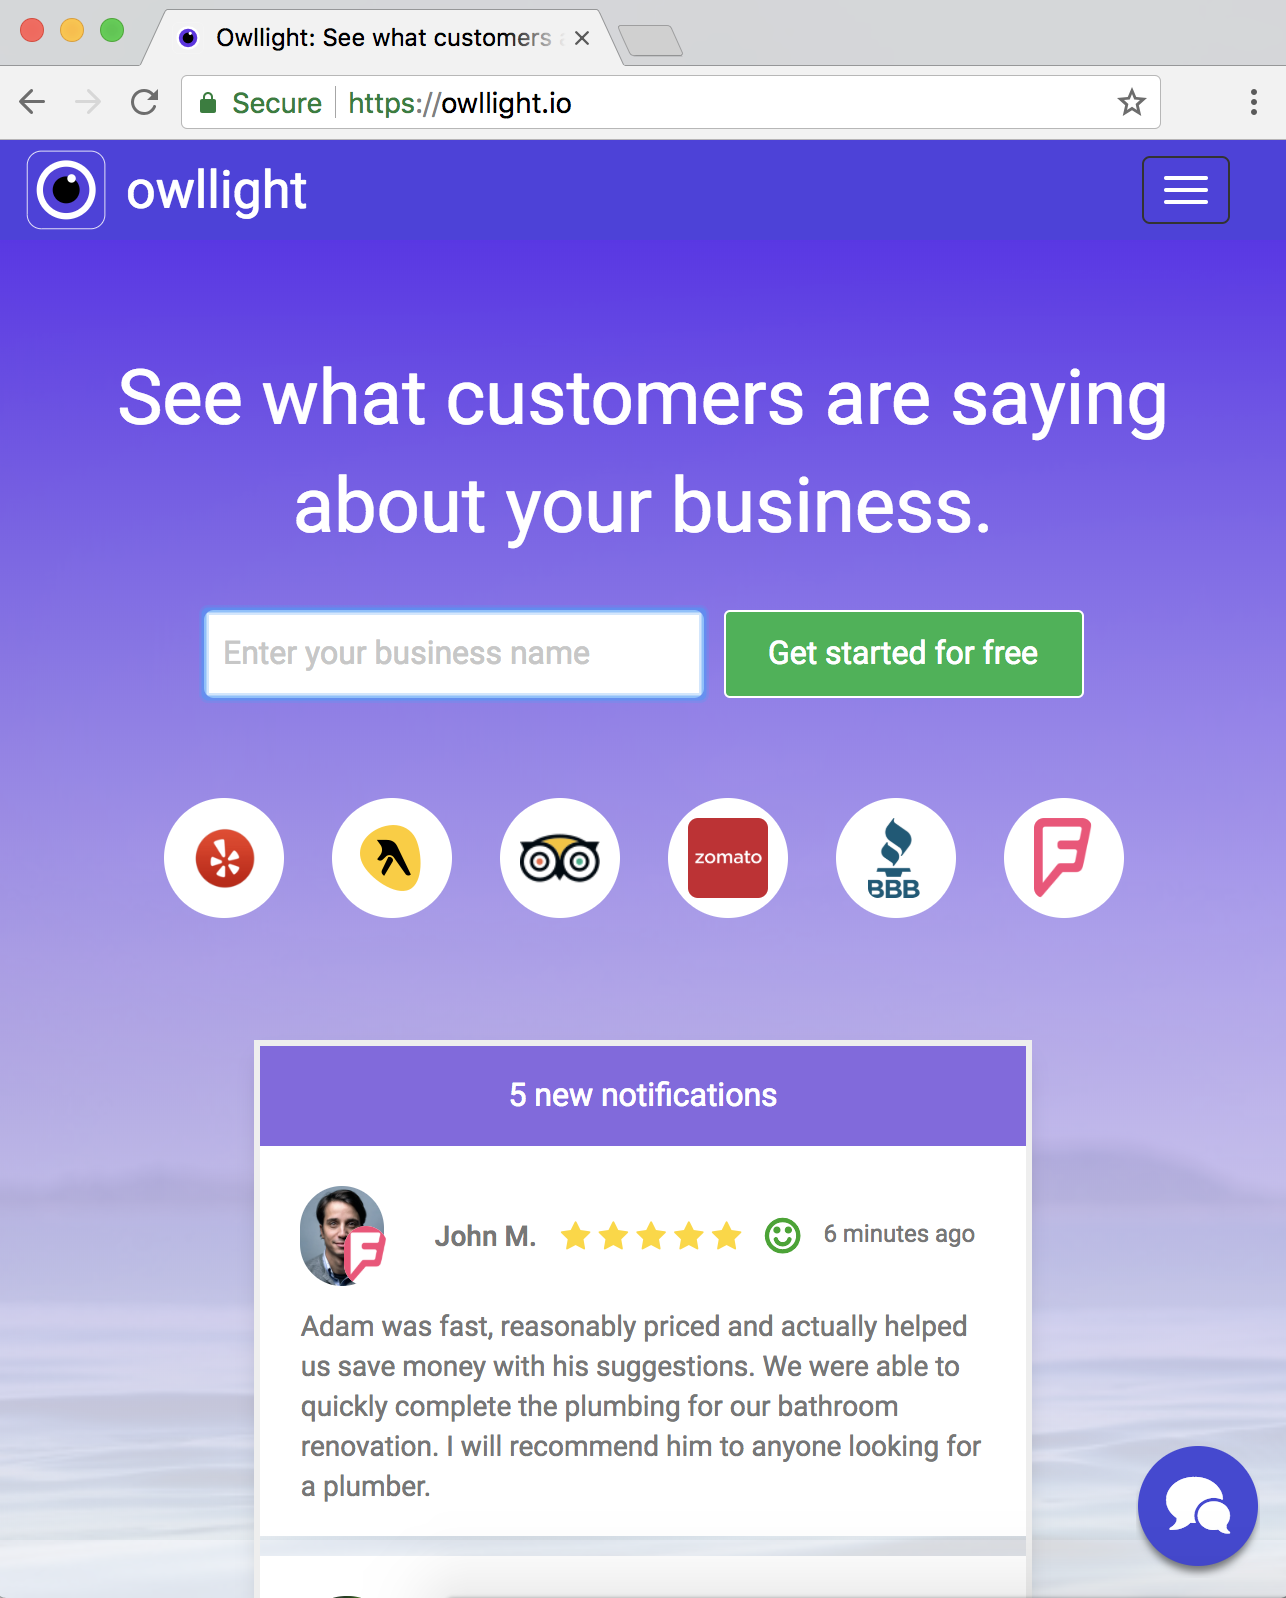 Owllight: See what customers
Secure
https://owllight.io
owllight
See what customers are saying
about your business.
Enter your business name
Get started for free
zomato
BBB
5 new notifications
John M.
6 minutes ago
Adam was fast, reasonably priced and actually helped
us save money with his suggestions. We were able to
quickly complete the plumbing for our bathroom
renovation. I will recommend him to anyone looking for
a plumber.